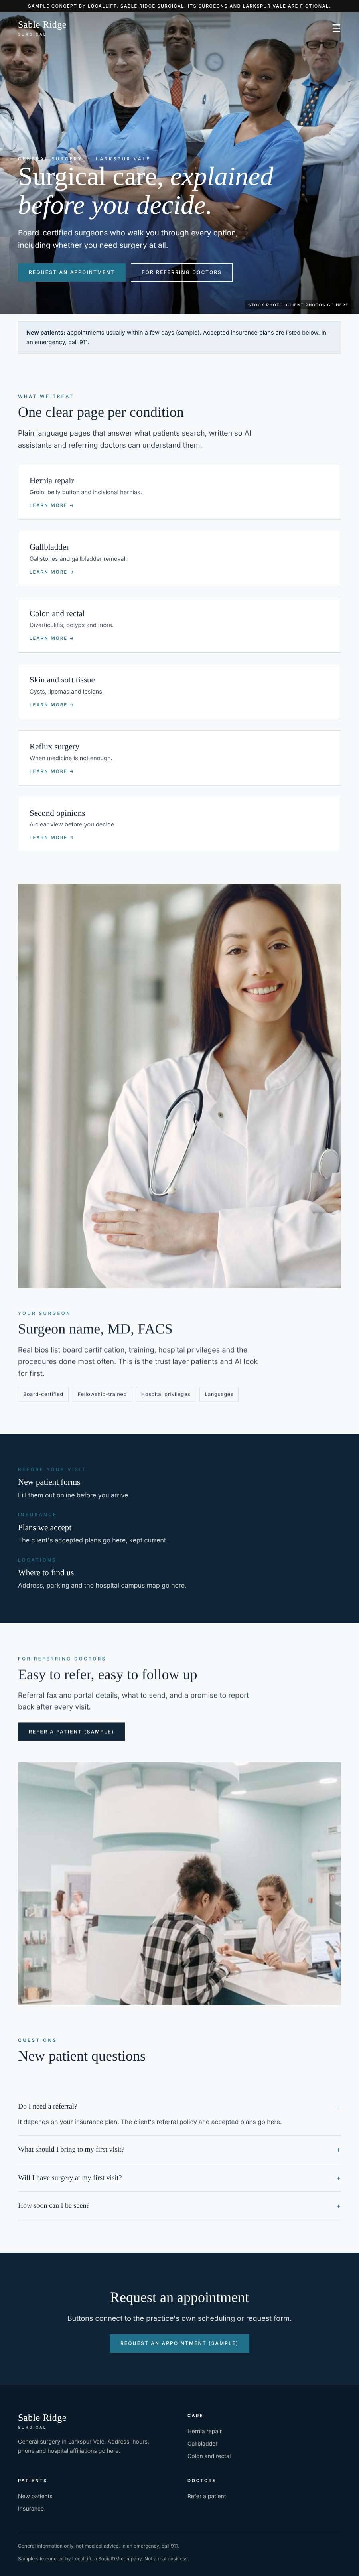 SAMPLE CONCEPT BY LOCALLIFT. SABLE RIDGE SURGICAL, ITS SURGEONS AND LARKSPUR VALE ARE FICTIONAL.
Sable Ridge
SURGICAL
GENERAL SURGERY LARKSPUR VALE
Surgical care, explained
before you decide.
Board-certified surgeons who walk you through every option,
including whether you need surgery at all.
REQUEST AN APPOINTMENT
FOR REFERRING DOCTORS
STOCK PHOTO. CLIENT PHOTOS GO HERE.
New patients: appointments usually within a few days (sample). Accepted insurance plans are listed below. In
an emergency, call 911.
WHAT WE TREAT
One clear page per condition
Plain language pages that answer what patients search, written so AI
assistants and referring doctors can understand them.
Hernia repair
Groin, belly button and incisional hernias.
LEARN MORE →
Gallbladder
Gallstones and gallbladder removal.
LEARN MORE →
Colon and rectal
Diverticulitis, polyps and more.
LEARN MORE →
Skin and soft tissue
Cysts, lipomas and lesions.
LEARN MORE →
Reflux surgery
When medicine is not enough.
LEARN MORE →
Second opinions
A clear view before you decide.
LEARN MORE →
YOUR SURGEON
Surgeon name, MD, FACS
Real bios list board certification, training, hospital privileges and the
procedures done most often. This is the trust layer patients and AI look
for first.
Board-certified
Fellowship-trained
Hospital privileges
Languages
BEFORE YOUR VISIT
New patient forms
Fill them out online before you arrive.
INSURANCE
Plans we accept
The client's accepted plans go here, kept current.
LOCATIONS
Where to find us
Address, parking and the hospital campus map go here.
FOR REFERRING DOCTORS
Easy to refer, easy to follow up
Referral fax and portal details, what to send, and a promise to report
back after every visit.
REFER A PATIENT (SAMPLE)
QUESTIONS
New patient questions
Do I need a referral? −
It depends on your insurance plan. The client's referral policy and accepted plans go here.
What should I bring to my first visit? +
Will I have surgery at my first visit? +
How soon can I be seen? +
Request an appointment
Buttons connect to the practice's own scheduling or request form.
REQUEST AN APPOINTMENT (SAMPLE)
Sable Ridge
SURGICAL
General surgery in Larkspur Vale. Address, hours,
phone and hospital affiliations go here.
CARE
Hernia repair
Gallbladder
Colon and rectal
PATIENTS
New patients
Insurance
DOCTORS
Refer a patient
General information only, not medical advice. In an emergency, call 911.
Sample site concept by LocalLift, a SocialDM company. Not a real business.